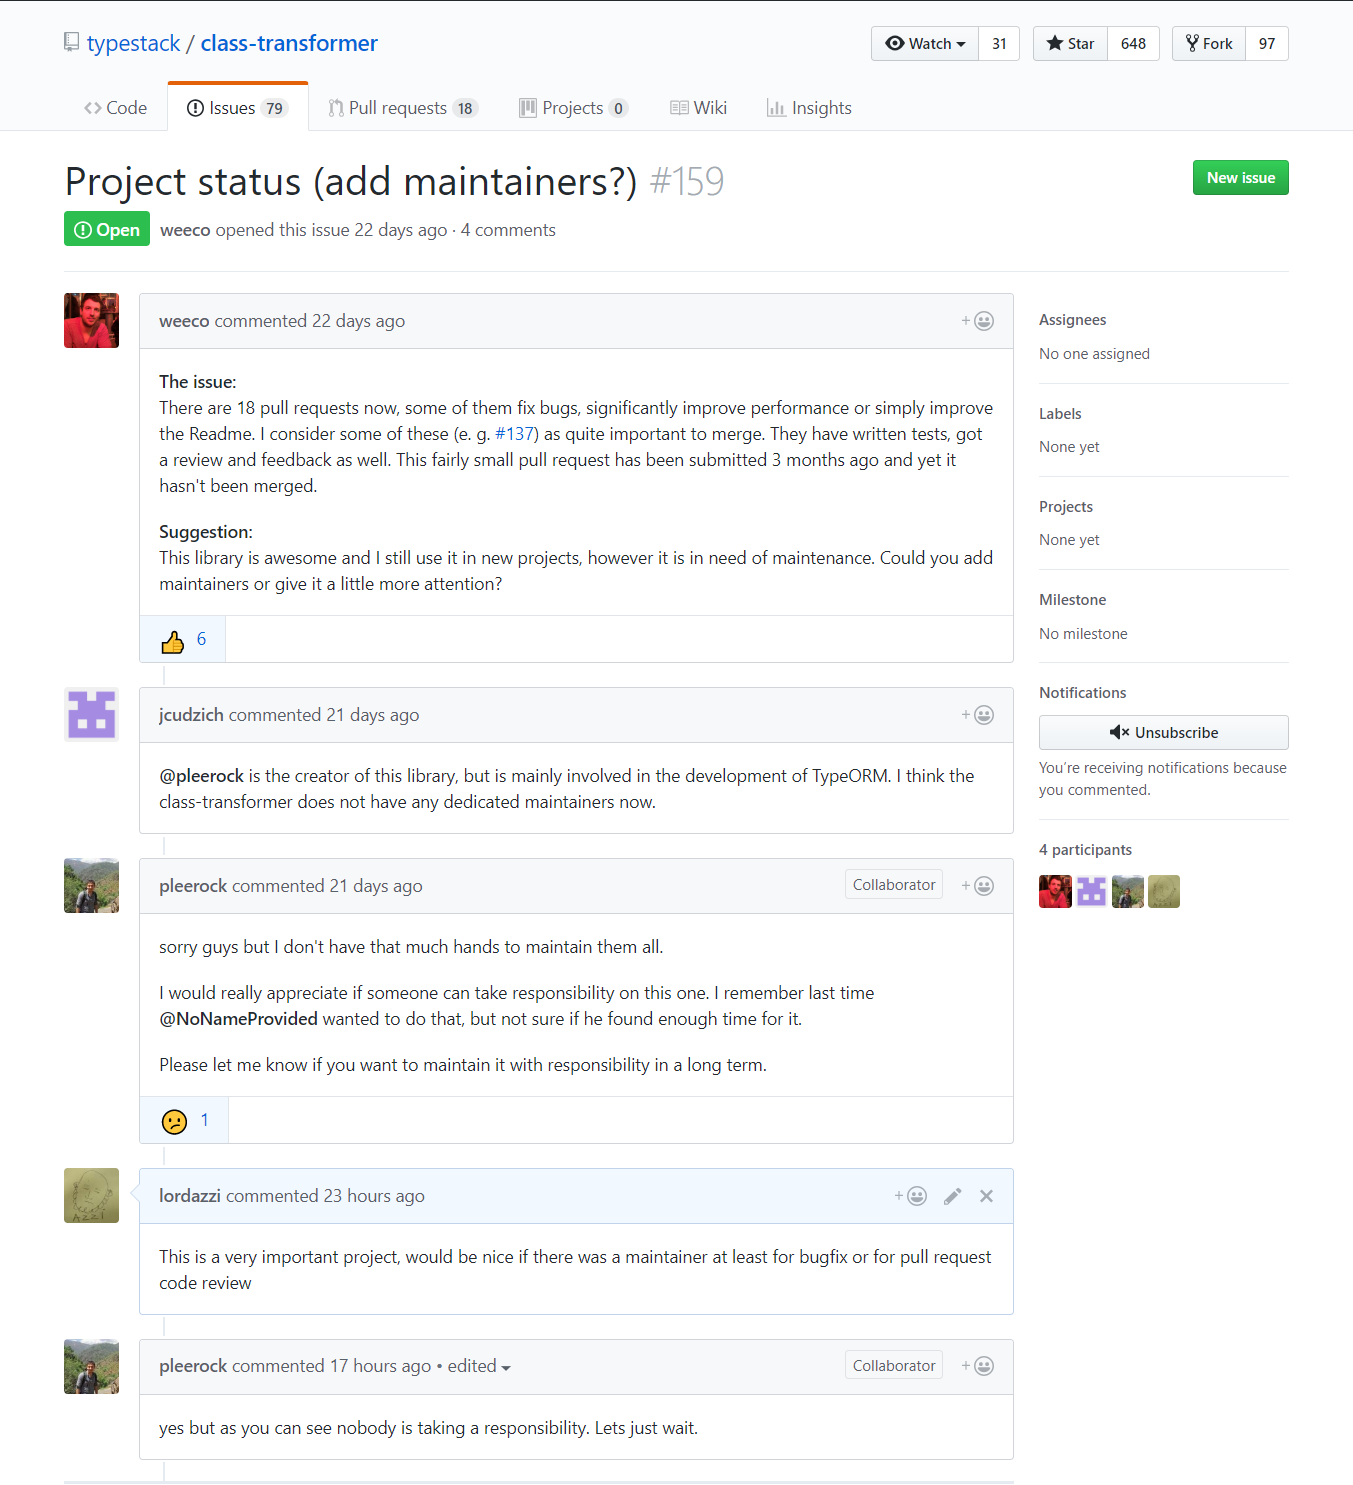 typestack / class-transformer
Watch 31 Star 648 Fork 97
Code Issues 79 Pull requests 18 Projects 0 Wiki Insights
Project status (add maintainers?) #159
New issue
Open weeco opened this issue 22 days ago · 4 comments
weeco commented 22 days ago
The issue:
There are 18 pull requests now, some of them fix bugs, significantly improve performance or simply improve
the Readme. I consider some of these (e. g. #137) as quite important to merge. They have written tests, got
a review and feedback as well. This fairly small pull request has been submitted 3 months ago and yet it
hasn't been merged.
Suggestion:
This library is awesome and I still use it in new projects, however it is in need of maintenance. Could you add
maintainers or give it a little more attention?
6
jcudzich commented 21 days ago
@pleerock is the creator of this library, but is mainly involved in the development of TypeORM. I think the
class-transformer does not have any dedicated maintainers now.
pleerock commented 21 days ago Collaborator
sorry guys but I don't have that much hands to maintain them all.
I would really appreciate if someone can take responsibility on this one. I remember last time
@NoNameProvided wanted to do that, but not sure if he found enough time for it.
Please let me know if you want to maintain it with responsibility in a long term.
1
AZZI
lordazzi commented 23 hours ago
This is a very important project, would be nice if there was a maintainer at least for bugfix or for pull request
code review
pleerock commented 17 hours ago • edited Collaborator
yes but as you can see nobody is taking a responsibility. Lets just wait.
Assignees
No one assigned
Labels
None yet
Projects
None yet
Milestone
No milestone
Notifications
Unsubscribe
You're receiving notifications because
you commented.
4 participants